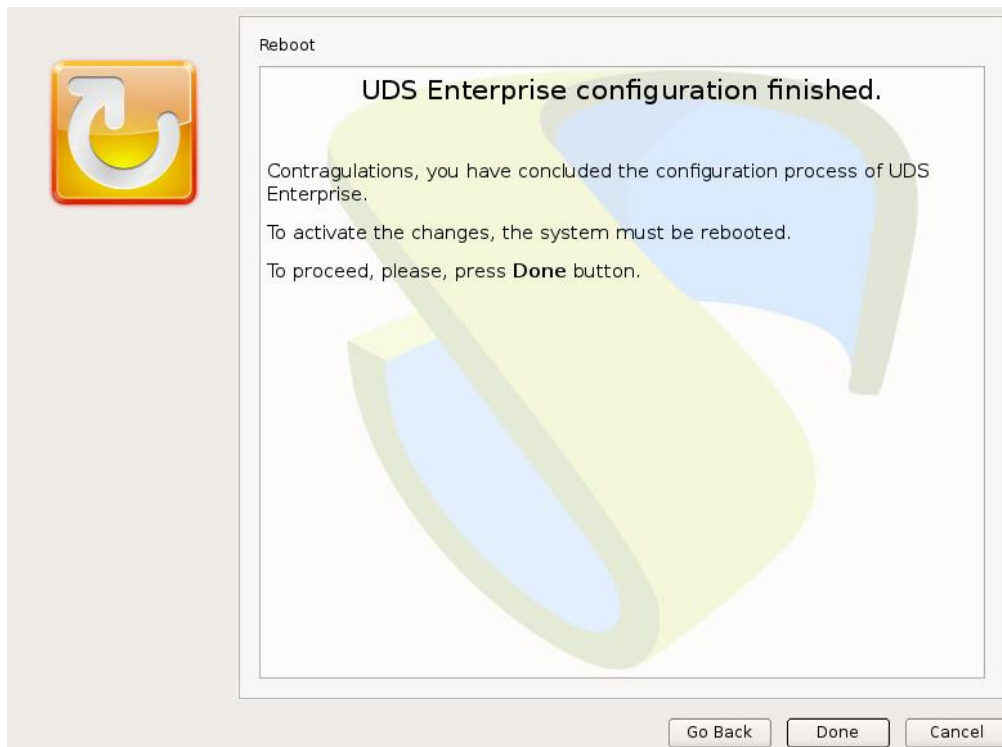 Reboot
UDS Enterprise configuration finished.
Contragulations, you have concluded the configuration process of UDS
Enterprise.
To activate the changes, the system must be rebooted.
To proceed, please, press Done button.
Go Back
Done
Cancel